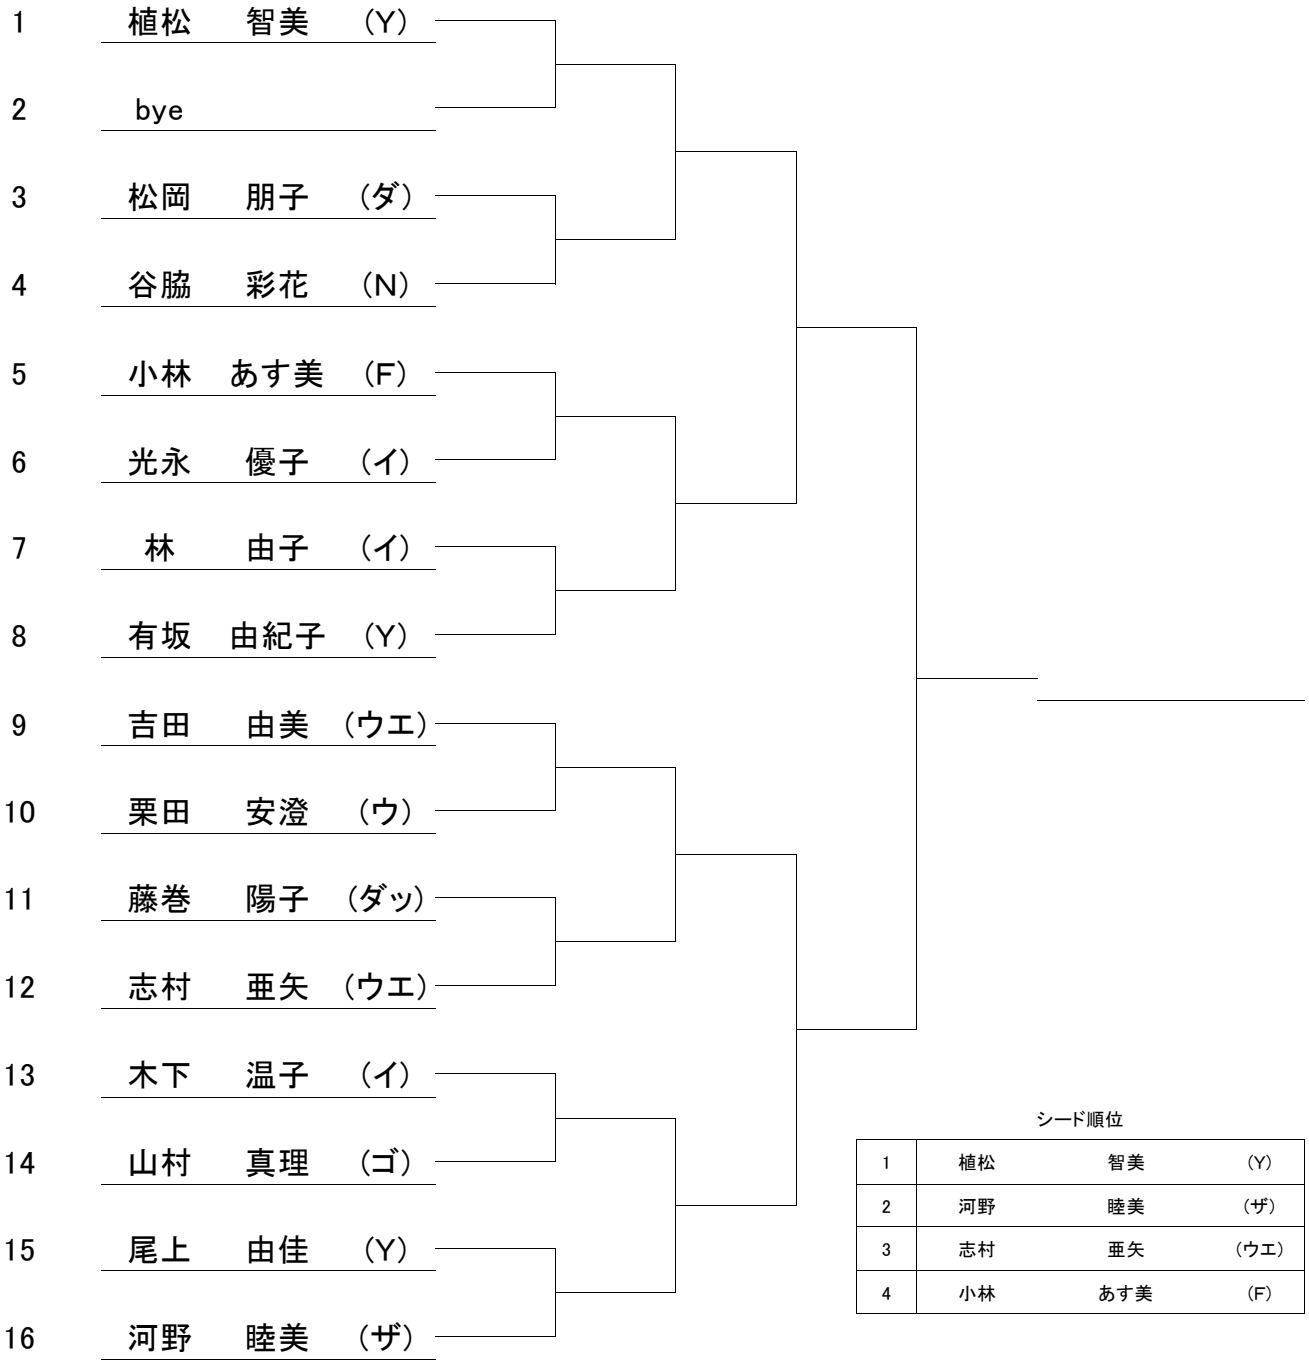 1 植松 智美 (Y)
2 bye
3 松岡 朋子 (ダ)
4 谷脇 彩花 (N)
5 小林 あす美 (F)
6 光永 優子 (イ)
7 林 由子 (イ)
8 有坂 由紀子 (Y)
9 吉田 由美 (ウエ)
10 栗田 安澄 (ウ)
11 藤巻 陽子 (ダッ)
12 志村 亜矢 (ウエ)
13 木下 温子 (イ)
14 山村 真理 (ゴ)
15 尾上 由佳 (Y)
16 河野 睦美 (ザ)
シード順位
1 植松 智美 (Y)
2 河野 睦美 (ザ)
3 志村 亜矢 (ウエ)
4 小林 あす美 (F)